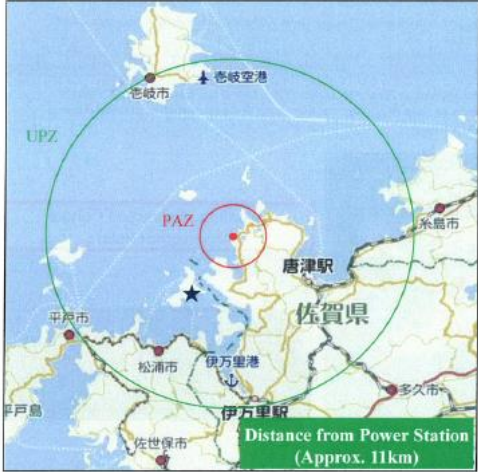 壱岐市
壱岐空港
UPZ
PAZ
糸島市
唐津駅
佐賀県
平戸市
松浦市
伊万里港
多久市
平戸島
伊万里駅
佐世保市
Distance from Power Station
(Approx. 11km)